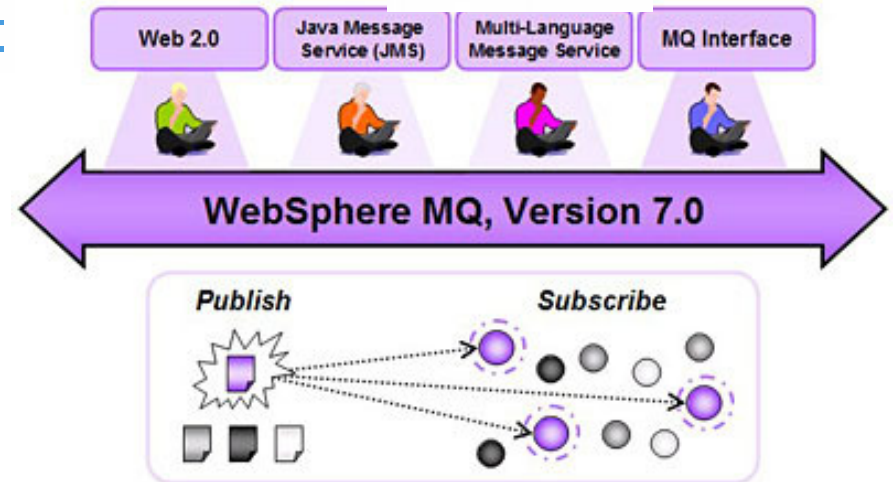 Web 2.0
Java Message
Service (JMS)
Multi-Language
Message Service
MQ Interface
WebSphere MQ, Version 7.0
Publish
Subscribe